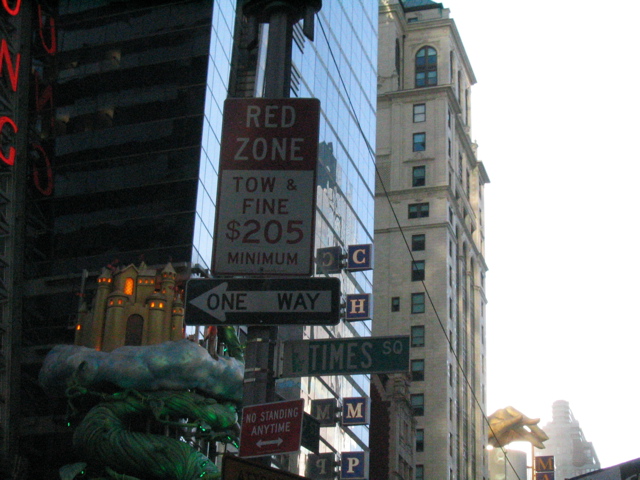 RED
ZONE
TOW &
FINE
$205
MINIMUM
ONE WAY
TIMES SQ
NO STANDING
ANYTIME
C
H
M
P
N
G